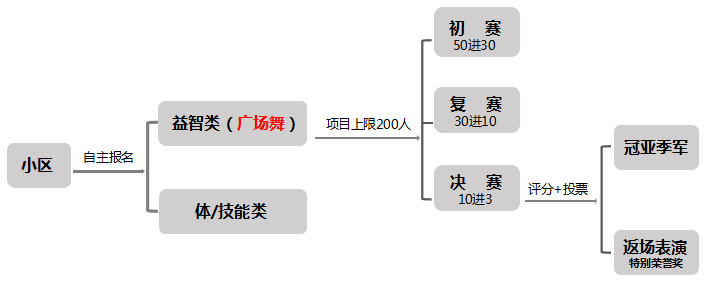 小区
自主报名
益智类（广场舞）
体/技能类
项目上限200人
初 赛
50进30
复 赛
30进10
决 赛
10进3
评分+投票
冠亚季军
返场表演
特别荣誉奖